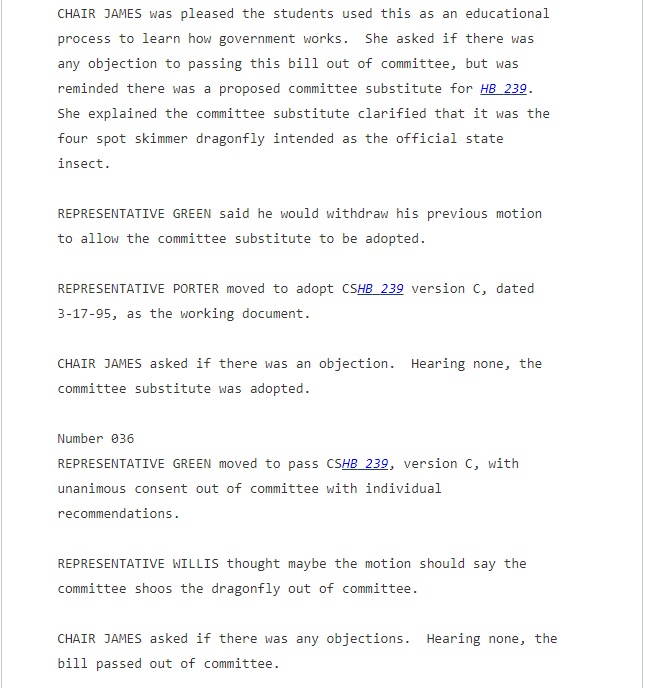 CHAIR JAMES was pleased the students used this as an educational
process to learn how government works.  She asked if there was
any objection to passing this bill out of committee, but was
reminded there was a proposed committee substitute for HB 239.
She explained the committee substitute clarified that it was the
four spot skimmer dragonfly intended as the official state
insect.
REPRESENTATIVE GREEN said he would withdraw his previous motion
to allow the committee substitute to be adopted.
REPRESENTATIVE PORTER moved to adopt CSHB 239 version C, dated
3-17-95, as the working document.
CHAIR JAMES asked if there was an objection.  Hearing none, the
committee substitute was adopted.
Number 036
REPRESENTATIVE GREEN moved to pass CSHB 239, version C, with
unanimous consent out of committee with individual
recommendations.
REPRESENTATIVE WILLIS thought maybe the motion should say the
committee shoos the dragonfly out of committee.
CHAIR JAMES asked if there was any objections.  Hearing none, the
bill passed out of committee.